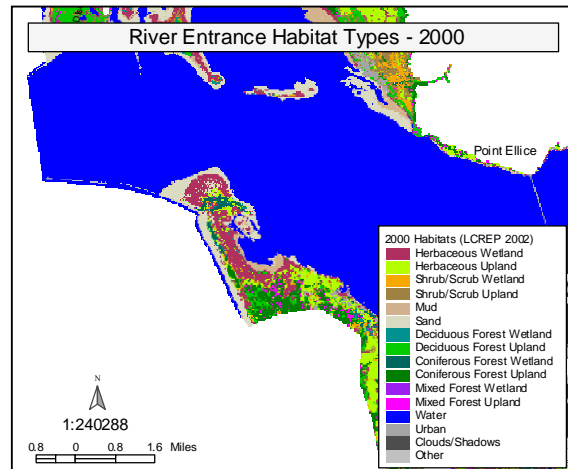 River Entrance Habitat Types - 2000
Point Ellice
2000 Habitats (LCREP 2002)
Herbaceous Wetland
Herbaceous Upland
Shrub/Scrub Wetland
Shrub/Scrub Upland
Mud
Sand
Deciduous Forest Wetland
Deciduous Forest Upland
Coniferous Forest Wetland
Coniferous Forest Upland
Mixed Forest Wetland
Mixed Forest Upland
Water
Urban
Clouds/Shadows
Other
N
1:240288
0.8 0 0.8 1.6 Miles